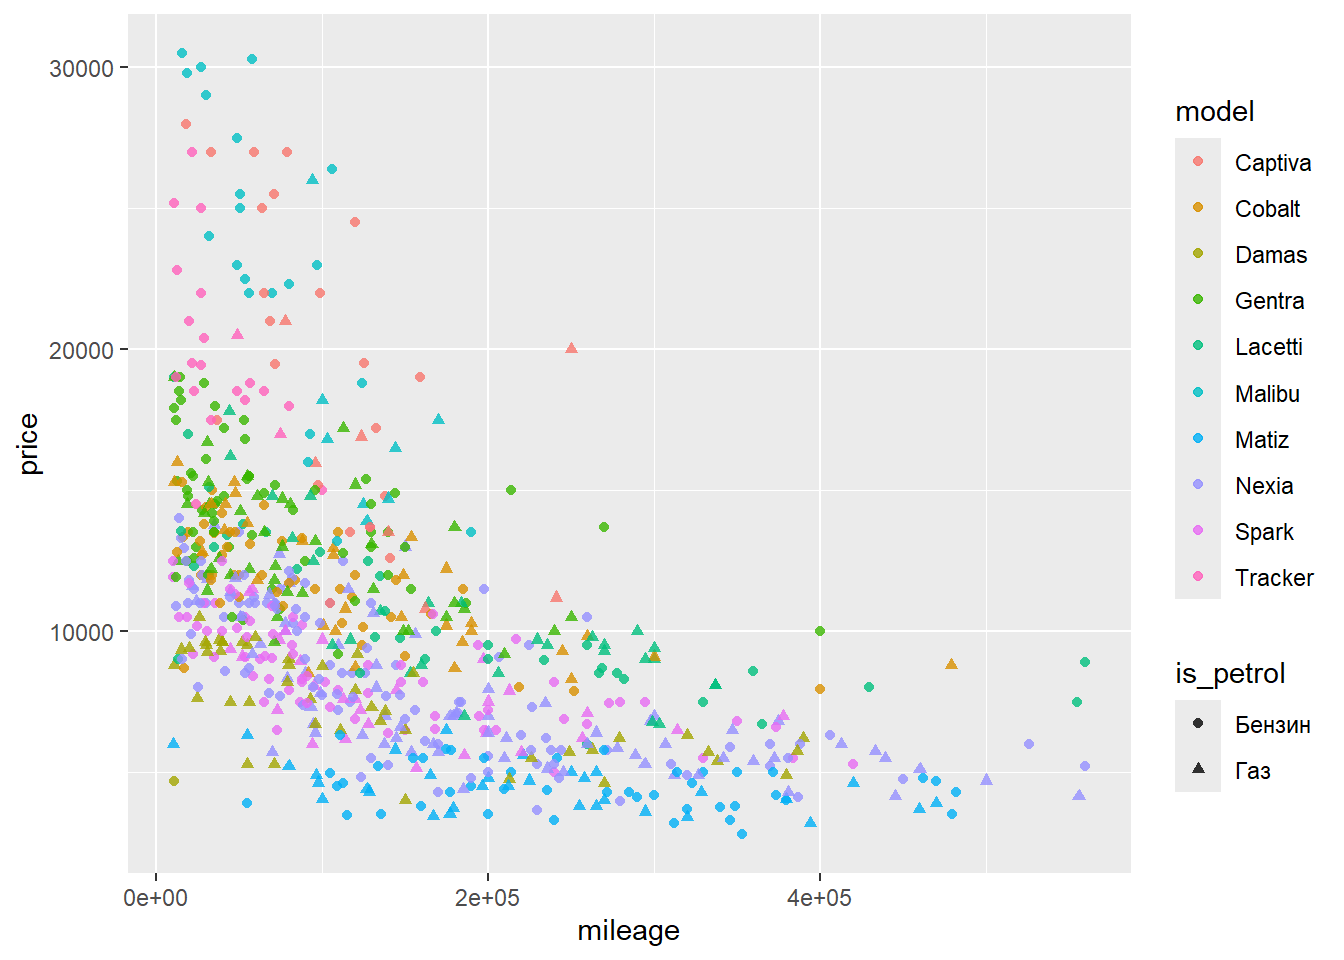 30000
20000
10000
price
0e+00
2e+05
4e+05
mileage
model
Captiva
Cobalt
Damas
Gentra
Lacetti
Malibu
Matiz
Nexia
Spark
Tracker
is_petrol
Бензин
Газ